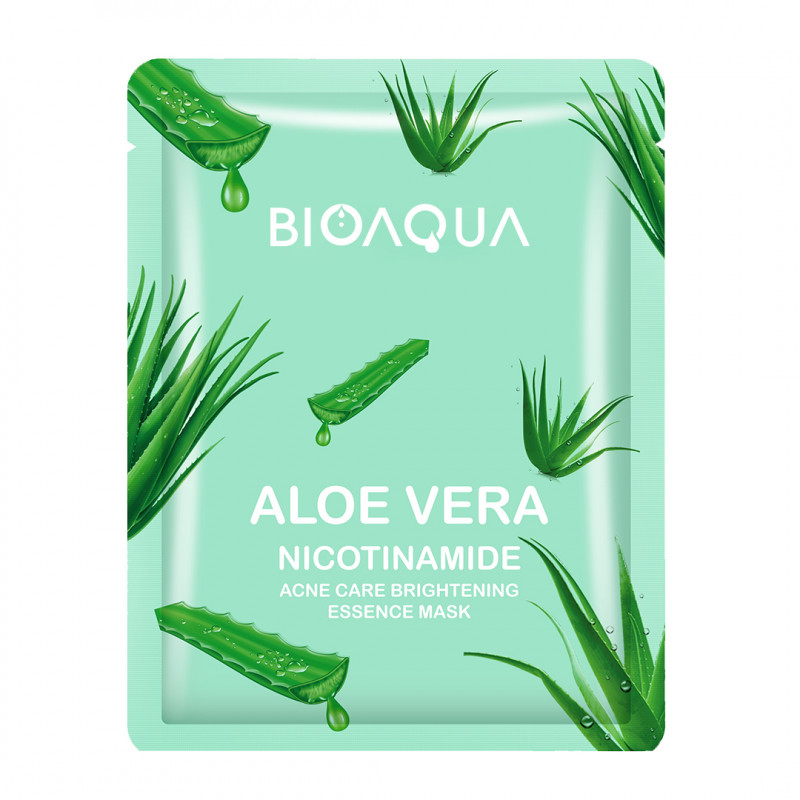 BIOAQUA
ALOE VERA
NICOTINAMIDE
ACNE CARE BRIGHTENING
ESSENCE MASK